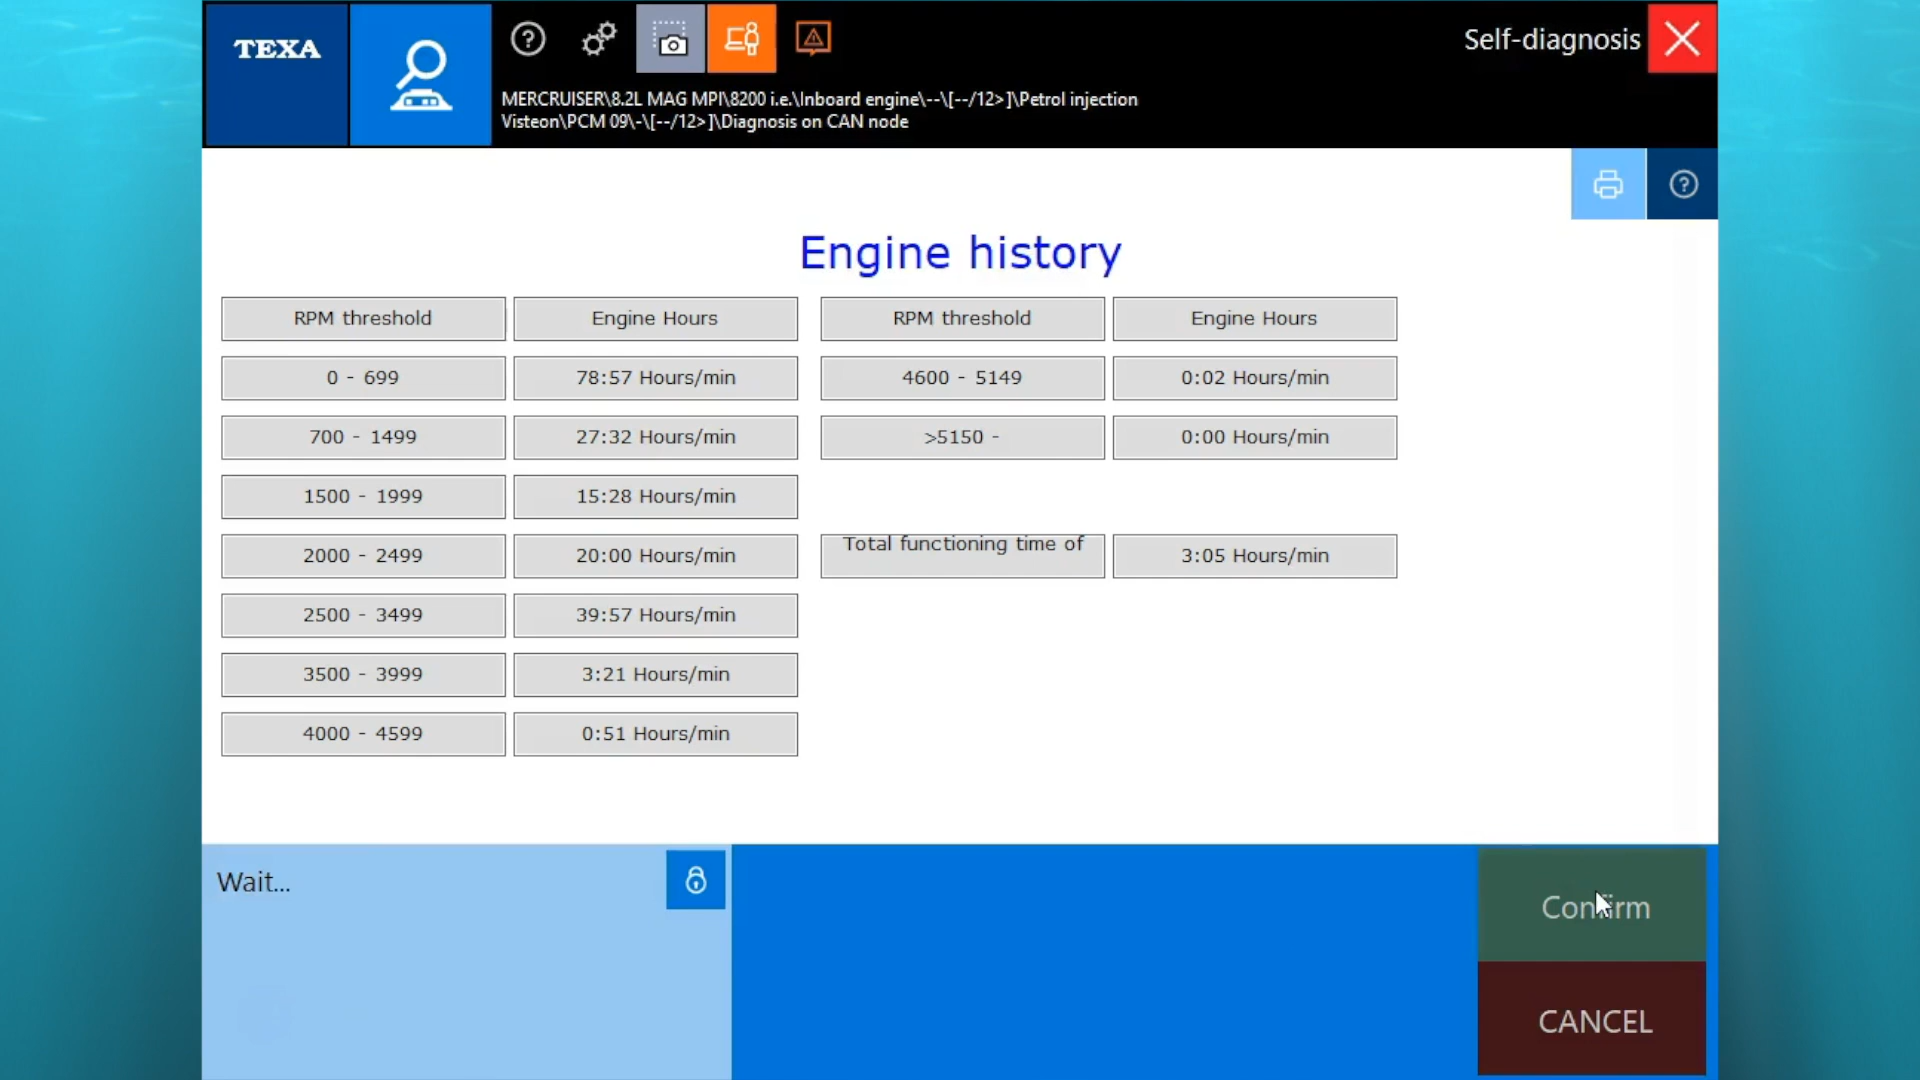 TEXA
Self-diagnosis
MERCRUISER\8.2L MAG MPI\8200 i.e.\Inboard engine\--\[--/12>]\Petrol injection
Visteon\PCM 09\-\[--/12>]\Diagnosis on CAN node
Engine history
RPM threshold Engine Hours RPM threshold Engine Hours
0 - 699 78:57 Hours/min 4600 - 5149 0:02 Hours/min
700 - 1499 27:32 Hours/min >5150 - 0:00 Hours/min
1500 - 1999 15:28 Hours/min
2000 - 2499 20:00 Hours/min Total functioning time of 3:05 Hours/min
2500 - 3499 39:57 Hours/min
3500 - 3999 3:21 Hours/min
4000 - 4599 0:51 Hours/min
Wait...
Confirm
CANCEL